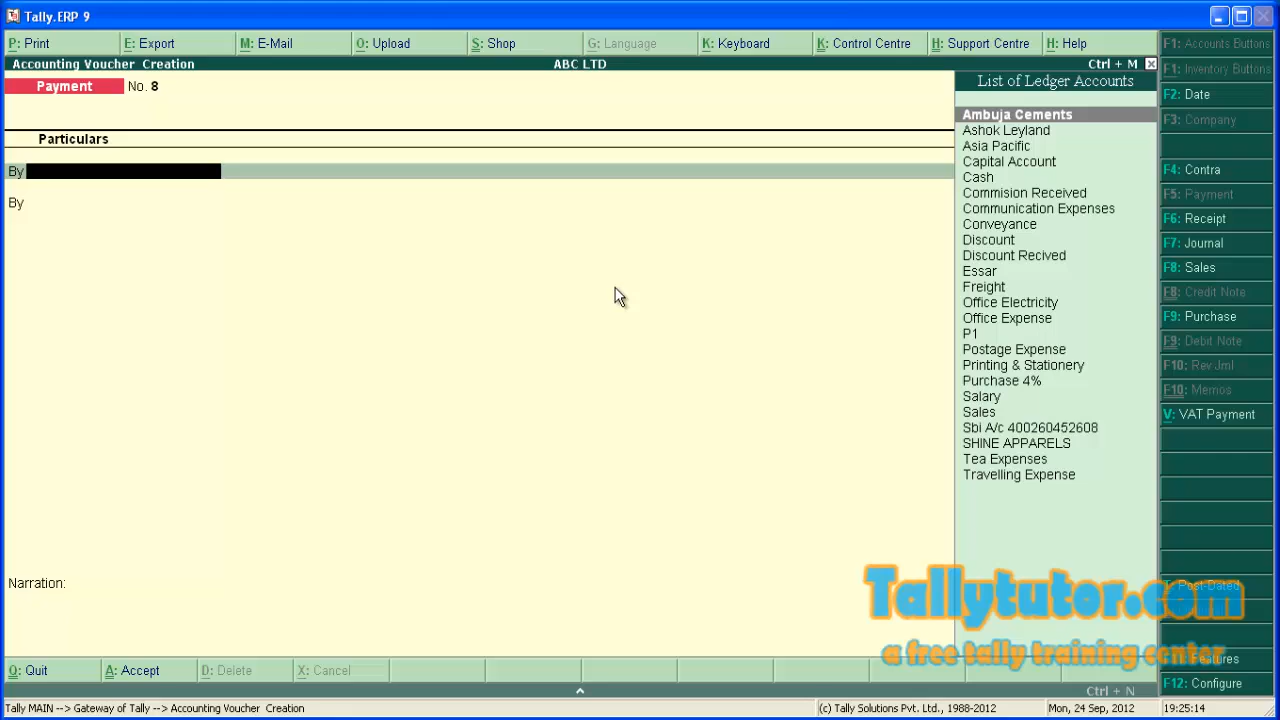 Tally.ERP 9
P: Print
E: Export
M: E-Mail
O: Upload
S: Shop
G: Language
K: Keyboard
K: Control Centre
H: Support Centre
H: Help
Accounting Voucher Creation
ABC LTD
Ctrl + M
Payment
No. 8
Particulars
By
By
Narration:
List of Ledger Accounts
Ambuja Cements
Ashok Leyland
Asia Pacific
Capital Account
Cash
Commision Received
Communication Expenses
Conveyance
Discount
Discount Recived
Essar
Freight
Office Electricity
Office Expense
P1
Postage Expense
Printing & Stationery
Purchase 4%
Salary
Sales
Sbi A/c 400260452608
SHINE APPARELS
Tea Expenses
Travelling Expense
F1: Accounts Buttons
F1: Inventory Buttons
F2: Date
F3: Company
F4: Contra
F5: Payment
F6: Receipt
F7: Journal
F8: Sales
F8: Credit Note
F9: Purchase
F9: Debit Note
F10: Rev Jrnl
F10: Memos
V: VAT Payment
T: Post-Dated
Features
F12: Configure
Tallytutor.com
a free tally training center
Q: Quit
A: Accept
D: Delete
X: Cancel
Ctrl + N
Tally MAIN --> Gateway of Tally --> Accounting Voucher Creation
(c) Tally Solutions Pvt. Ltd., 1988-2012
Mon, 24 Sep, 2012
19:25:14